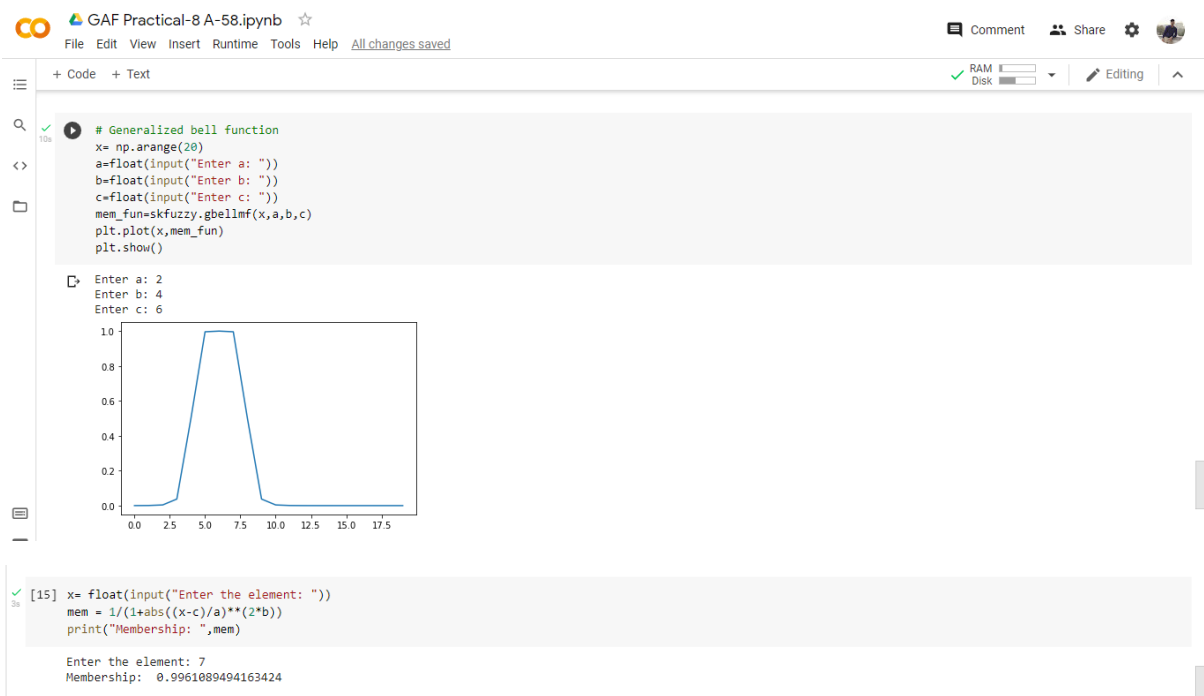 GAF Practical-8 A-58.ipynb
File Edit View Insert Runtime Tools Help All changes saved
Comment Share
+ Code + Text
RAM
Disk
Editing
10s
# Generalized bell function
x= np.arange(20)
a=float(input("Enter a: "))
b=float(input("Enter b: "))
c=float(input("Enter c: "))
mem_fun=skfuzzy.gbellmf(x,a,b,c)
plt.plot(x,mem_fun)
plt.show()
Enter a: 2
Enter b: 4
Enter c: 6
1.0
0.8
0.6
0.4
0.2
0.0
0.0 2.5 5.0 7.5 10.0 12.5 15.0 17.5
3s
[15] x= float(input("Enter the element: "))
mem = 1/(1+abs((x-c)/a)**(2*b))
print("Membership: ",mem)
Enter the element: 7
Membership:  0.9961089494163424